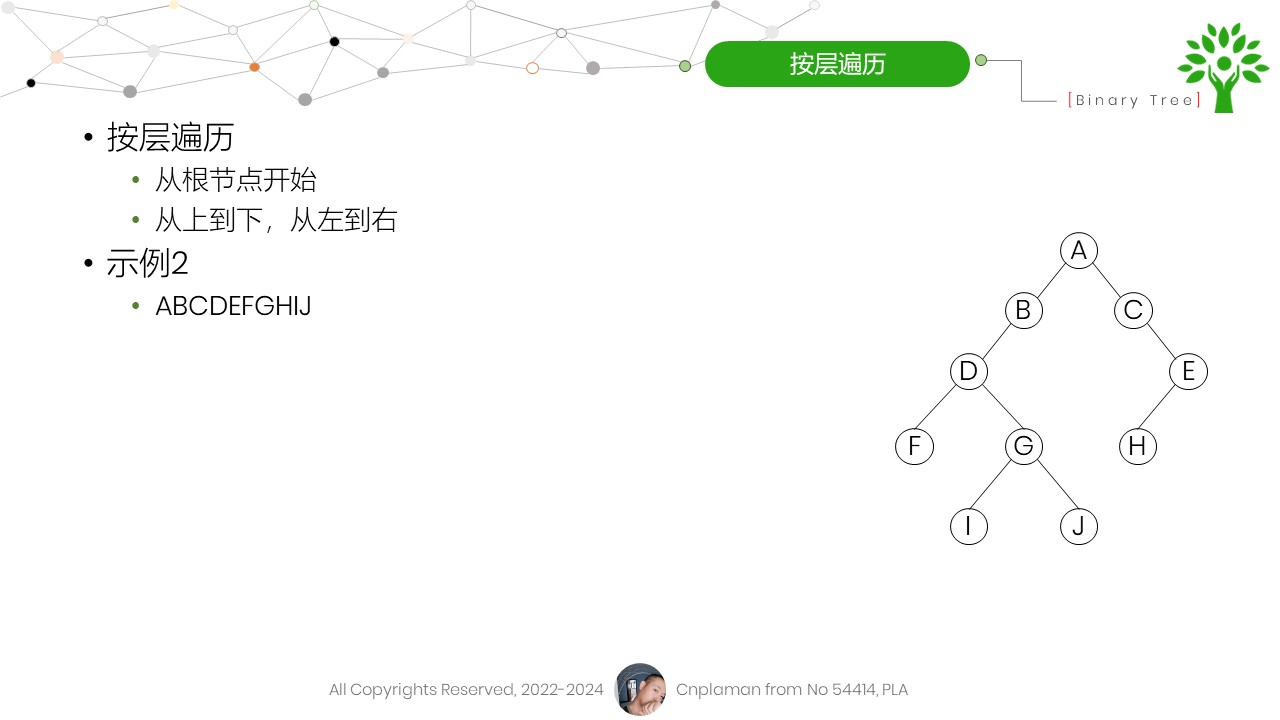 按层遍历
[Binary Tree]
• 按层遍历
• 从根节点开始
• 从上到下，从左到右
• 示例2
• ABCDEFGHIJ
A
B C
D E
F G H
I J
All Copyrights Reserved, 2022-2024 Cnplaman from No 54414, PLA